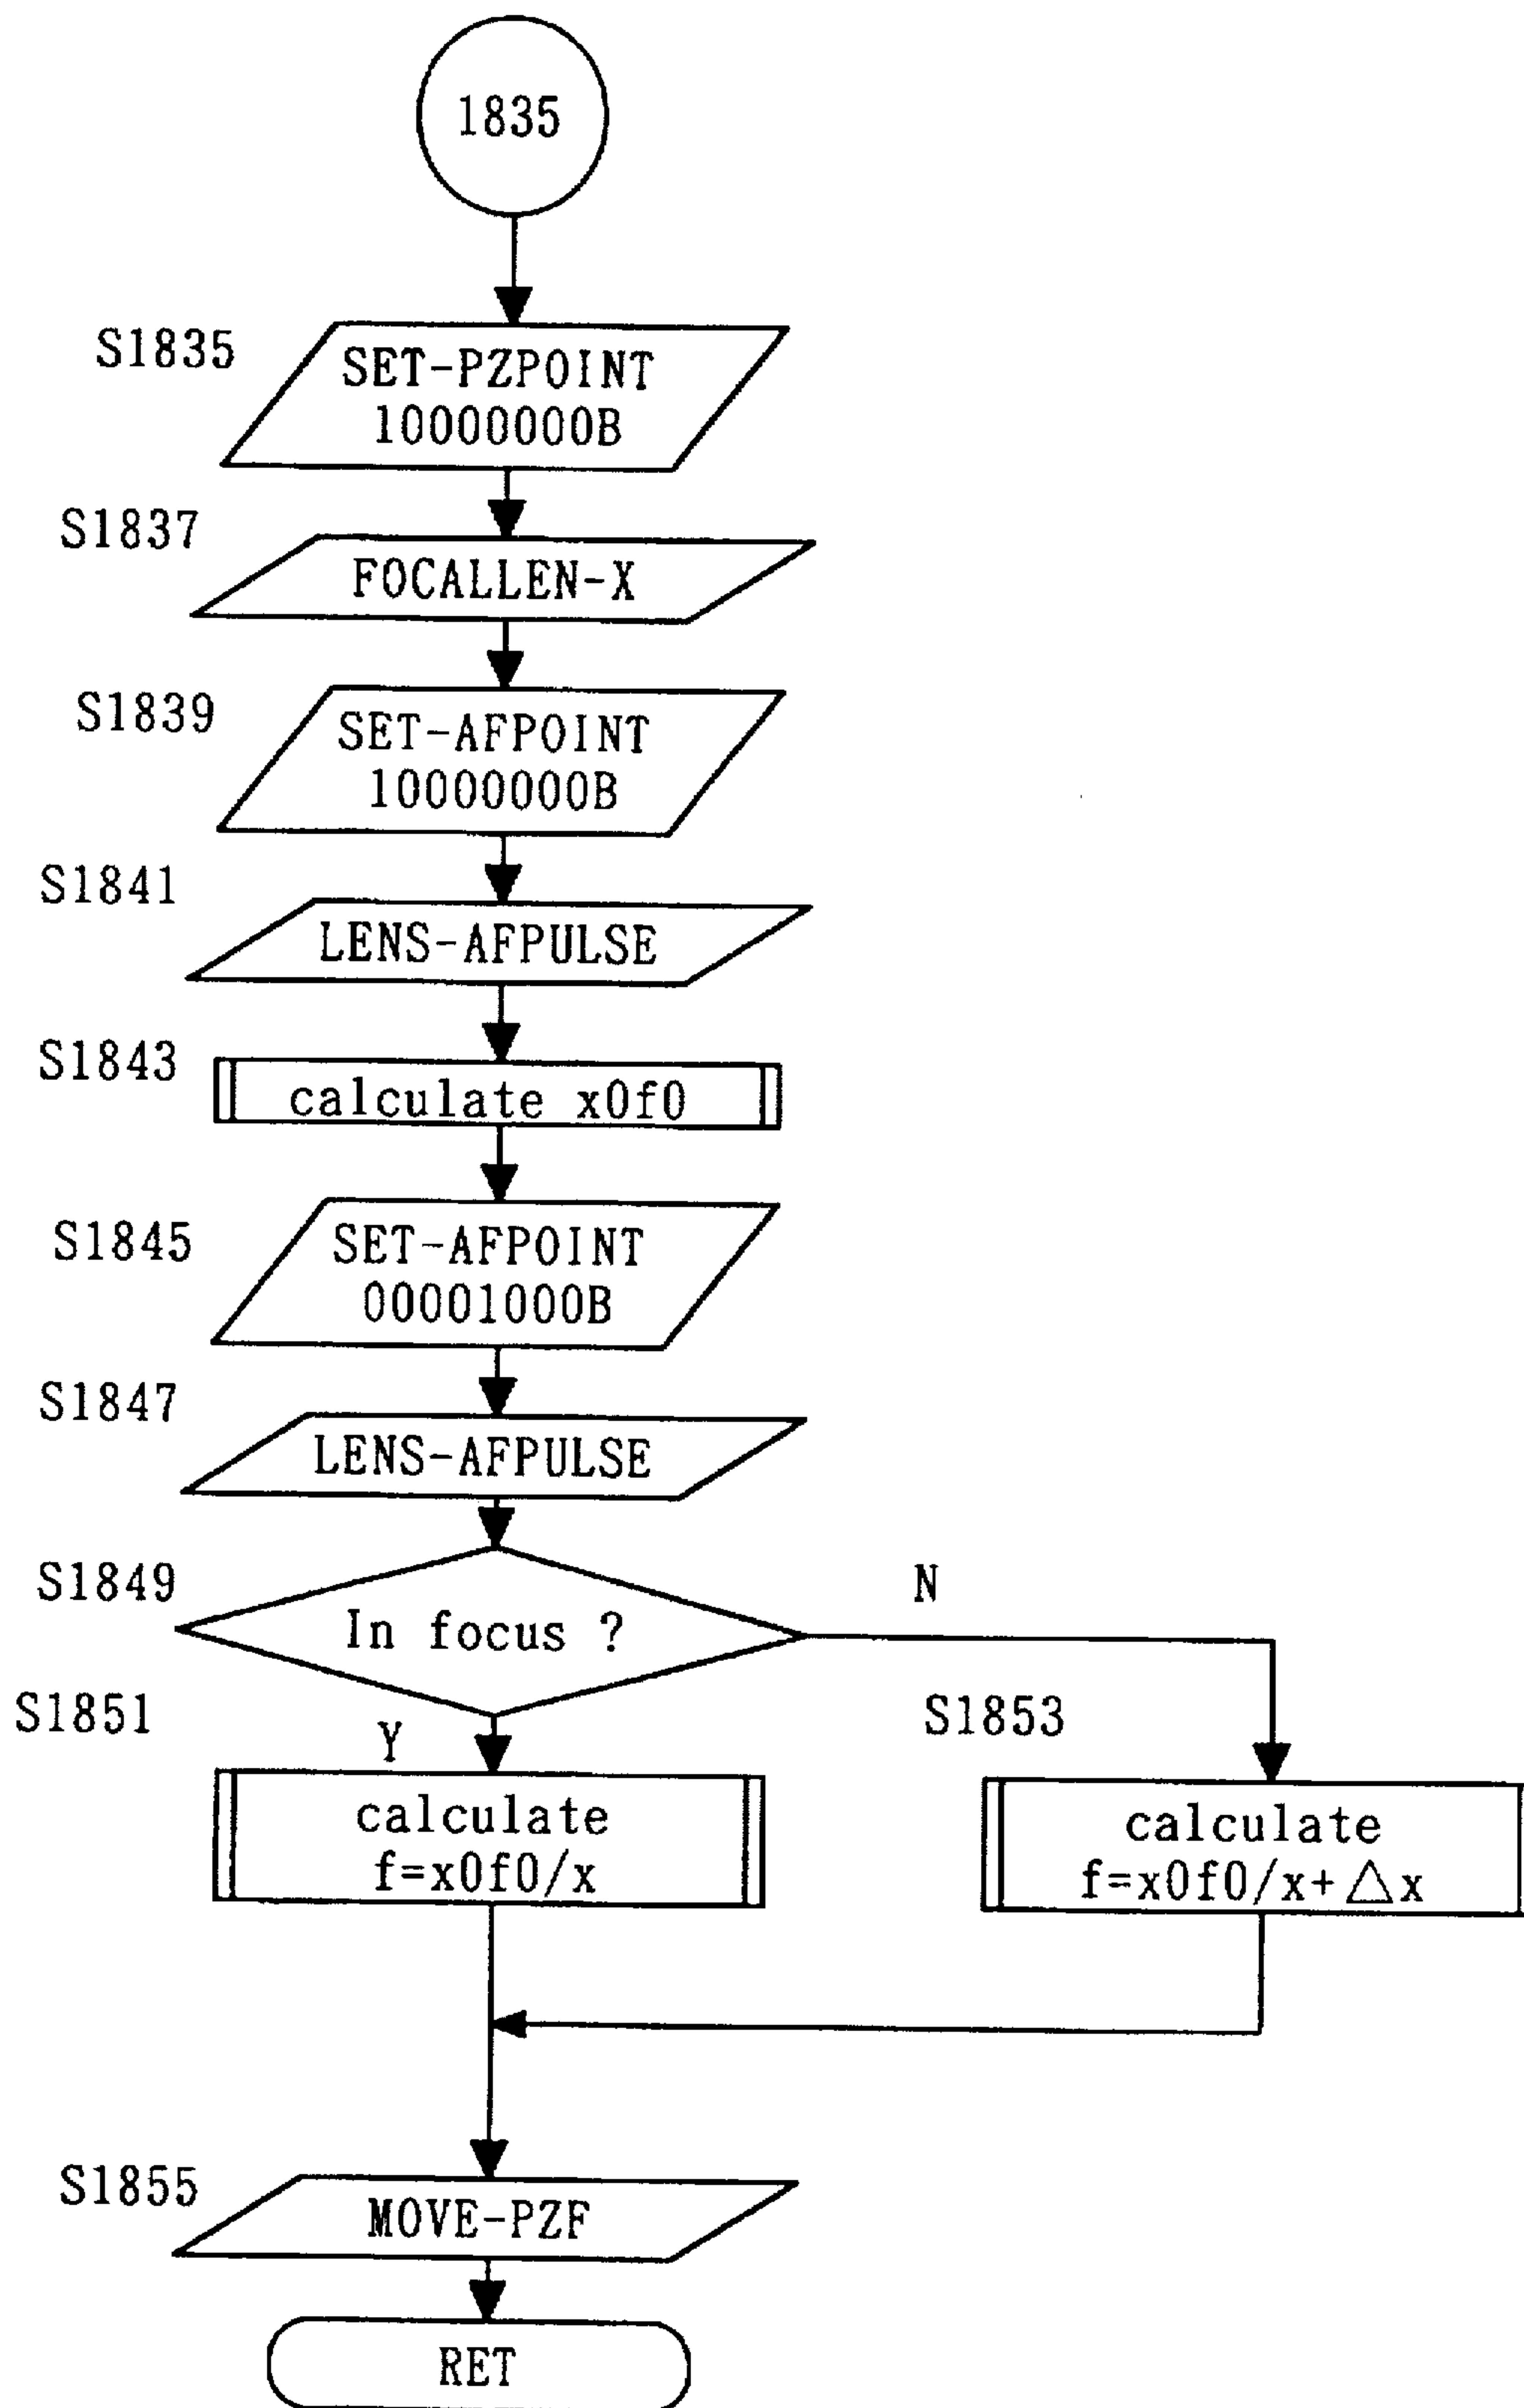 1835
S1835
SET-PZPOINT
10000000B
S1837
FOCALLEN-X
S1839
SET-AFPOINT
10000000B
S1841
LENS-AFPULSE
S1843
calculate x0f0
S1845
SET-AFPOINT
00001000B
S1847
LENS-AFPULSE
S1849
In focus ?
N
S1851
Y
calculate
f=x0f0/x
S1853
calculate
f=x0f0/x+△x
S1855
MOVE-PZF
RET